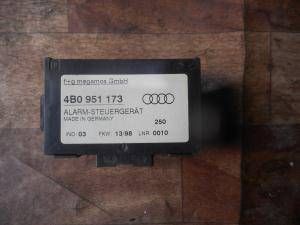 f+g megamos GmbH
4B0 951 173
ALARM-STEUERGERÄT
MADE IN GERMANY
250
IND 03 FKW 13/98 LNR 0010